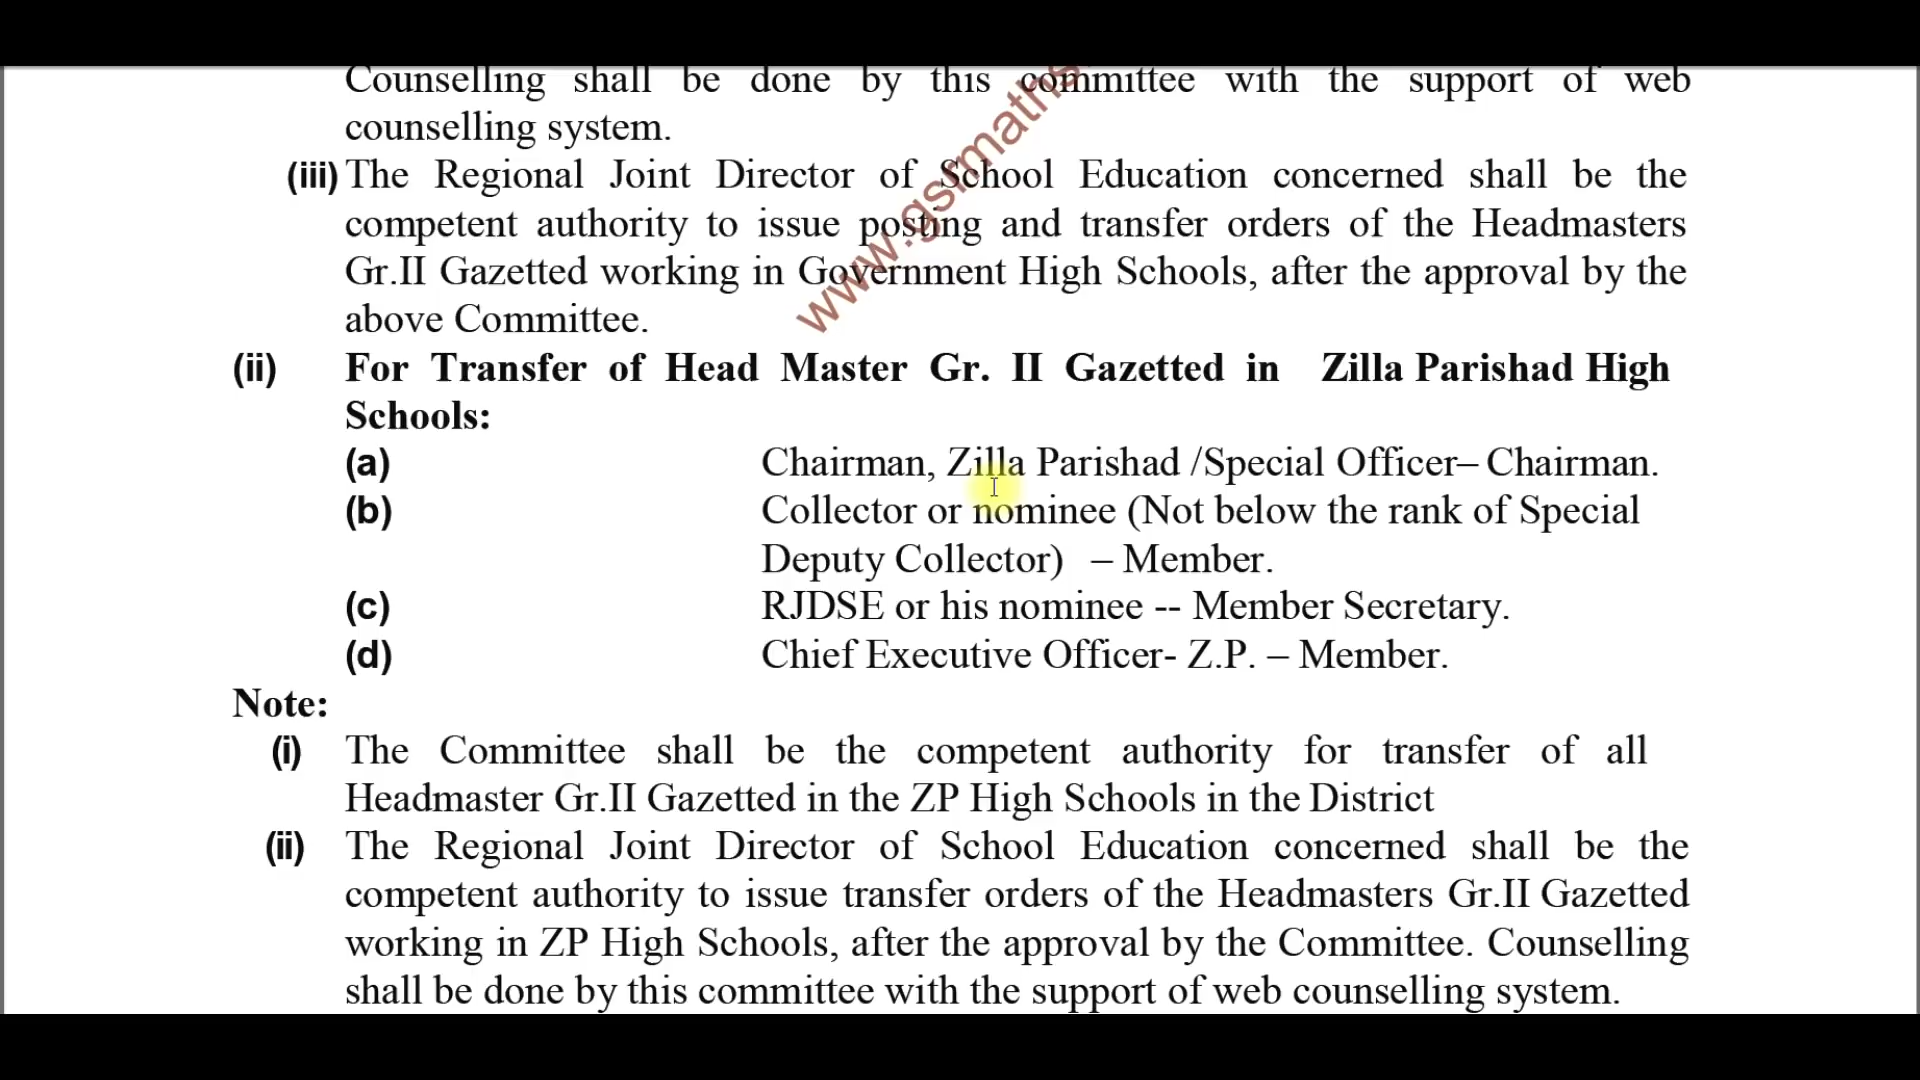 Counselling shall be done by this committee with the support of web
counselling system.
(iii) The Regional Joint Director of School Education concerned shall be the
competent authority to issue posting and transfer orders of the Headmasters
Gr.II Gazetted working in Government High Schools, after the approval by the
above Committee.
www.gsrmaths
(ii) For Transfer of Head Master Gr. II Gazetted in Zilla Parishad High
Schools:
(a) Chairman, Zilla Parishad /Special Officer– Chairman.
(b) Collector or nominee (Not below the rank of Special
Deputy Collector) – Member.
(c) RJDSE or his nominee -- Member Secretary.
(d) Chief Executive Officer- Z.P. – Member.
Note:
(i) The Committee shall be the competent authority for transfer of all
Headmaster Gr.II Gazetted in the ZP High Schools in the District
(ii) The Regional Joint Director of School Education concerned shall be the
competent authority to issue transfer orders of the Headmasters Gr.II Gazetted
working in ZP High Schools, after the approval by the Committee. Counselling
shall be done by this committee with the support of web counselling system.